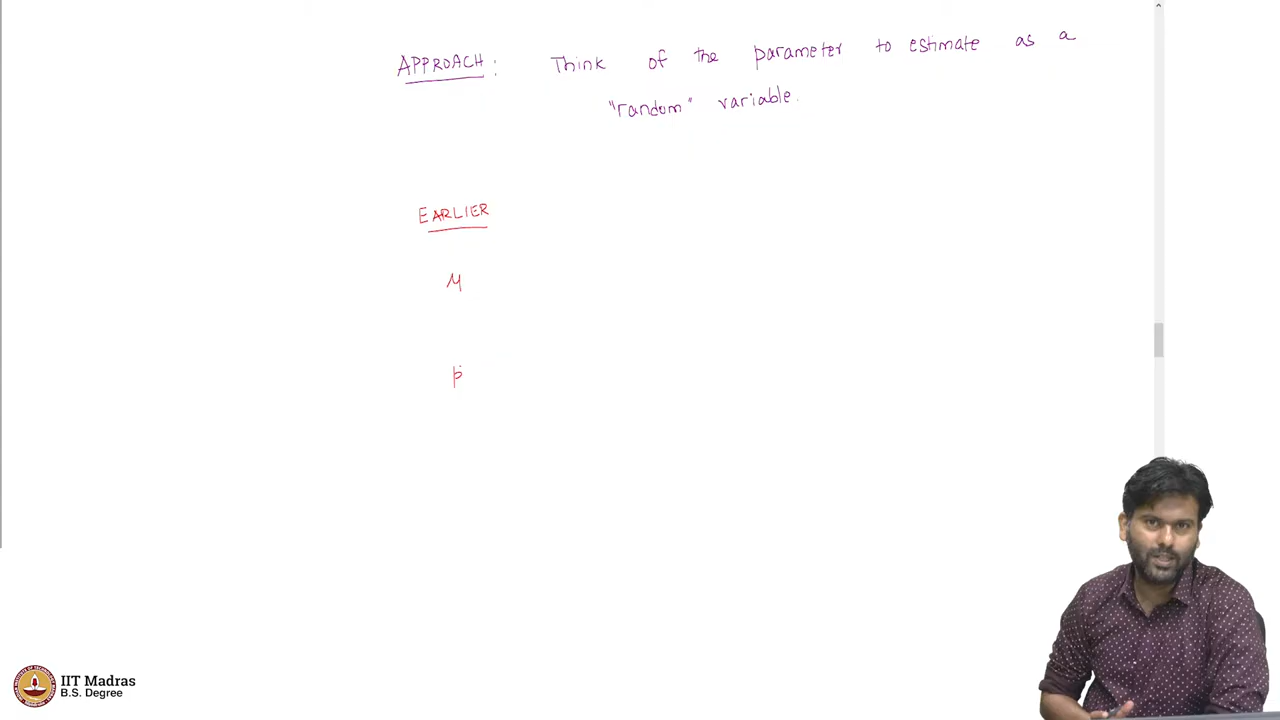 APPROACH: Think of the parameter to estimate as a
"random" variable.
EARLIER
μ
p
IIT Madras
B.S. Degree